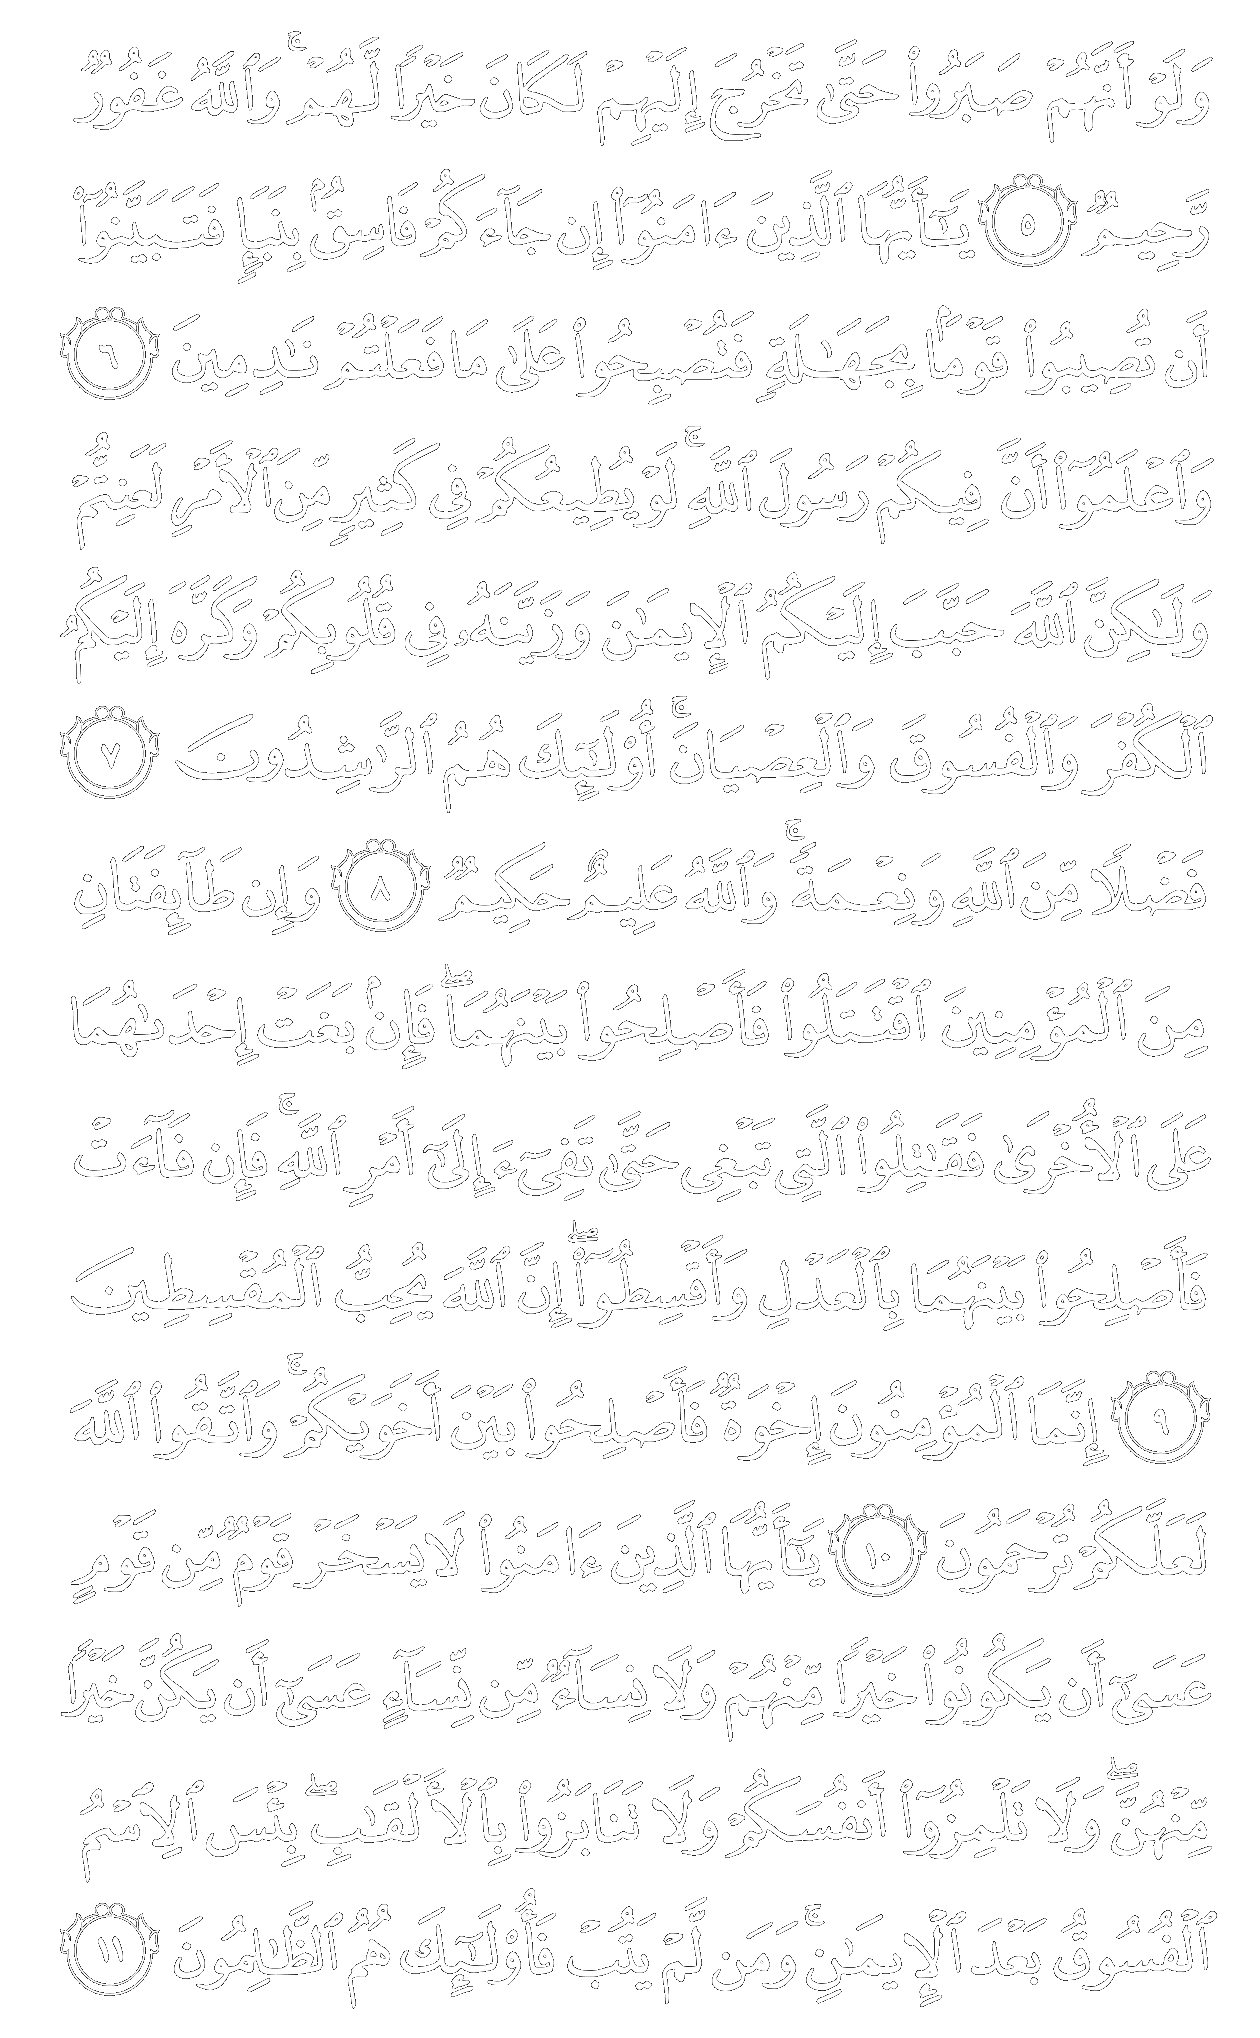 وَلَوْ أَنَّهُمْ صَبَرُوا۟ حَتَّىٰ تَخْرُجَ إِلَيْهِمْ لَكَانَ خَيْرًا لَّهُمْ ۚ وَٱللَّهُ غَفُورٌ
رَّحِيمٌ ٥ يَـٰٓأَيُّهَا ٱلَّذِينَ ءَامَنُوٓا۟ إِن جَآءَكُمْ فَاسِقٌۢ بِنَبَإٍ فَتَبَيَّنُوٓا۟
أَن تُصِيبُوا۟ قَوْمًۢا بِجَهَـٰلَةٍ فَتُصْبِحُوا۟ عَلَىٰ مَا فَعَلْتُمْ نَـٰدِمِينَ ٦
وَٱعْلَمُوٓا۟ أَنَّ فِيكُمْ رَسُولَ ٱللَّهِ ۚ لَوْ يُطِيعُكُمْ فِى كَثِيرٍ مِّنَ ٱلْأَمْرِ لَعَنِتُّمْ
وَلَـٰكِنَّ ٱللَّهَ حَبَّبَ إِلَيْكُمُ ٱلْإِيمَـٰنَ وَزَيَّنَهُۥ فِى قُلُوبِكُمْ وَكَرَّهَ إِلَيْكُمُ
ٱلْكُفْرَ وَٱلْفُسُوقَ وَٱلْعِصْيَانَ ۚ أُو۟لَـٰٓئِكَ هُمُ ٱلرَّٰشِدُونَ ٧
فَضْلًا مِّنَ ٱللَّهِ وَنِعْمَةً ۚ وَٱللَّهُ عَلِيمٌ حَكِيمٌ ٨ وَإِن طَآئِفَتَانِ
مِنَ ٱلْمُؤْمِنِينَ ٱقْتَتَلُوا۟ فَأَصْلِحُوا۟ بَيْنَهُمَا ۖ فَإِنۢ بَغَتْ إِحْدَىٰهُمَا
عَلَى ٱلْأُخْرَىٰ فَقَـٰتِلُوا۟ ٱلَّتِى تَبْغِى حَتَّىٰ تَفِىٓءَ إِلَىٰٓ أَمْرِ ٱللَّهِ ۚ فَإِن فَآءَتْ
فَأَصْلِحُوا۟ بَيْنَهُمَا بِٱلْعَدْلِ وَأَقْسِطُوٓا۟ ۖ إِنَّ ٱللَّهَ يُحِبُّ ٱلْمُقْسِطِينَ
٩ إِنَّمَا ٱلْمُؤْمِنُونَ إِخْوَةٌ فَأَصْلِحُوا۟ بَيْنَ أَخَوَيْكُمْ ۚ وَٱتَّقُوا۟ ٱللَّهَ
لَعَلَّكُمْ تُرْحَمُونَ ١٠ يَـٰٓأَيُّهَا ٱلَّذِينَ ءَامَنُوا۟ لَا يَسْخَرْ قَوْمٌ مِّن قَوْمٍ
عَسَىٰٓ أَن يَكُونُوا۟ خَيْرًا مِّنْهُمْ وَلَا نِسَآءٌ مِّن نِّسَآءٍ عَسَىٰٓ أَن يَكُنَّ خَيْرًا
مِّنْهُنَّ ۖ وَلَا تَلْمِزُوٓا۟ أَنفُسَكُمْ وَلَا تَنَابَزُوا۟ بِٱلْأَلْقَـٰبِ ۖ بِئْسَ ٱلِٱسْمُ
ٱلْفُسُوقُ بَعْدَ ٱلْإِيمَـٰنِ ۚ وَمَن لَّمْ يَتُبْ فَأُو۟لَـٰٓئِكَ هُمُ ٱلظَّـٰلِمُونَ ١١